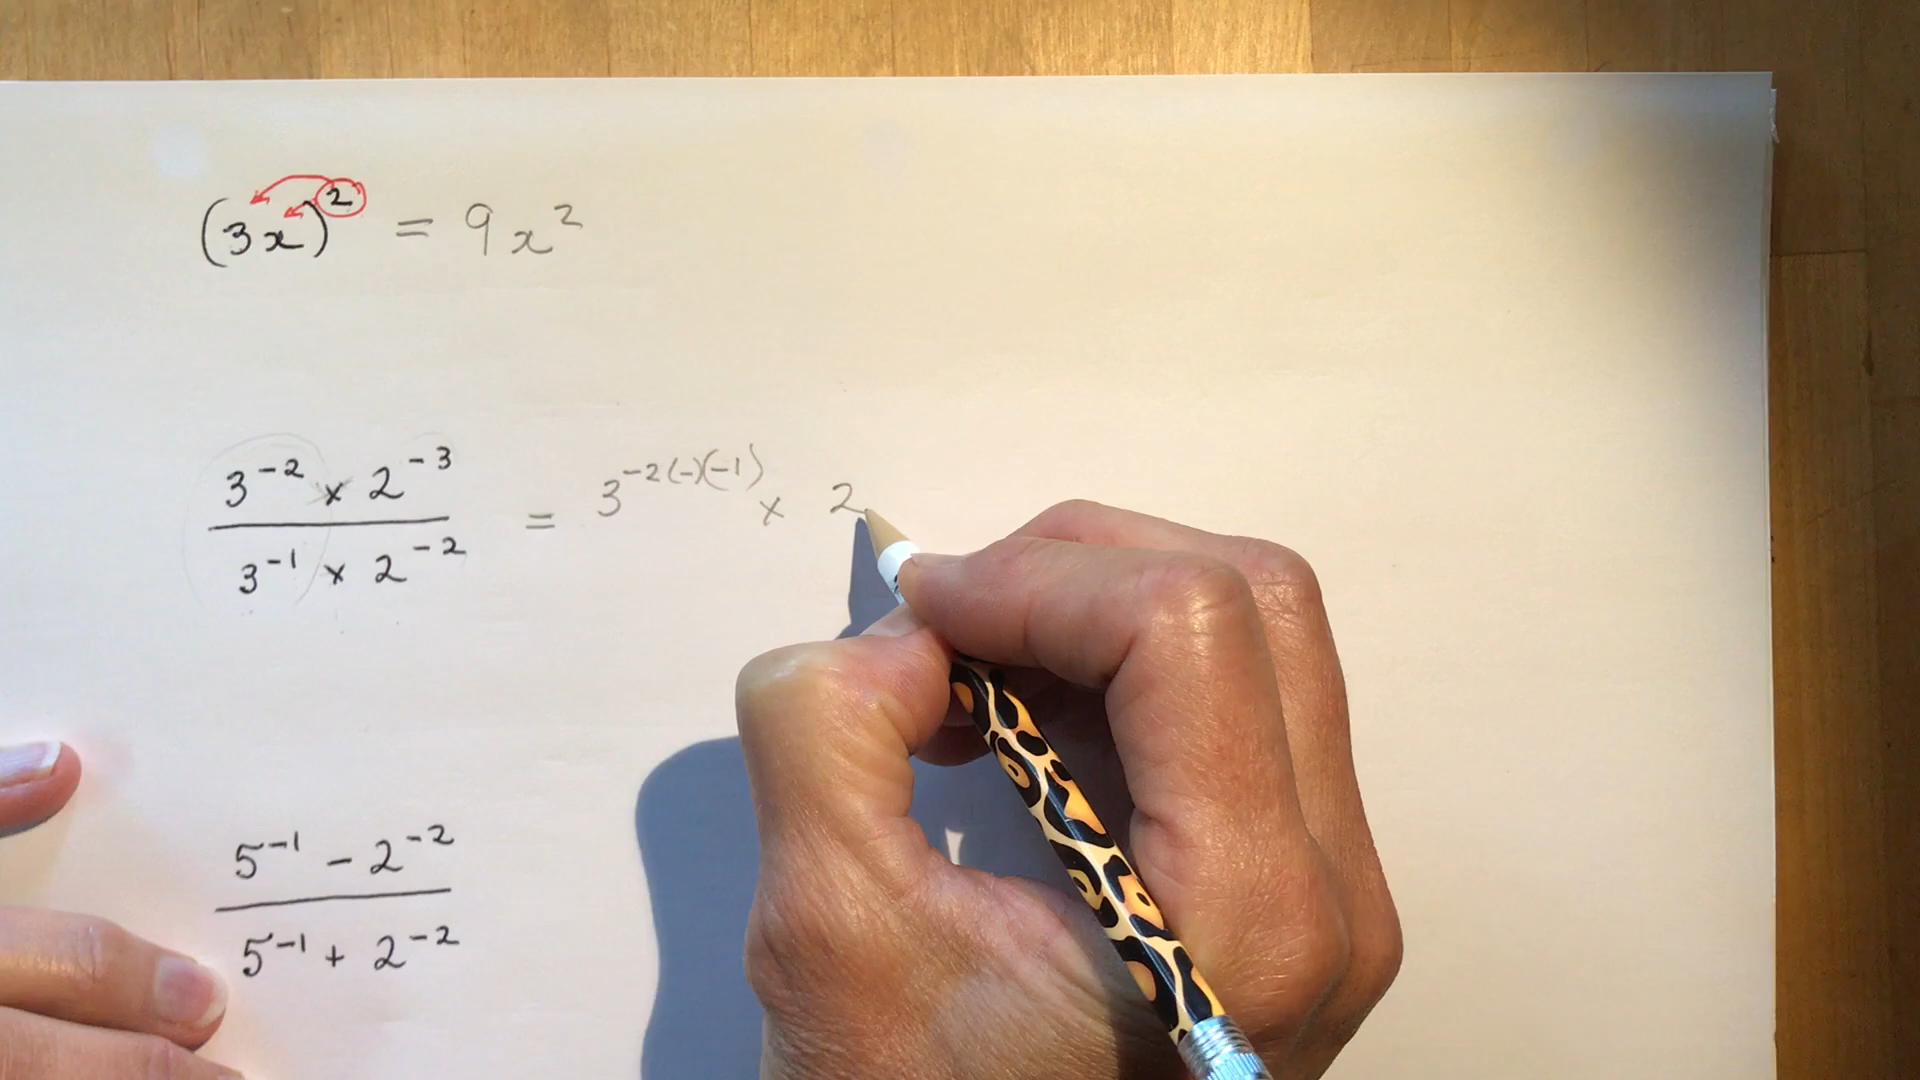 (3x)² = 9x²
3⁻² × 2⁻³ / 3⁻¹ × 2⁻² = 3⁻²⁽⁻⁾⁽⁻¹⁾ × 2
5⁻¹ − 2⁻² / 5⁻¹ + 2⁻²